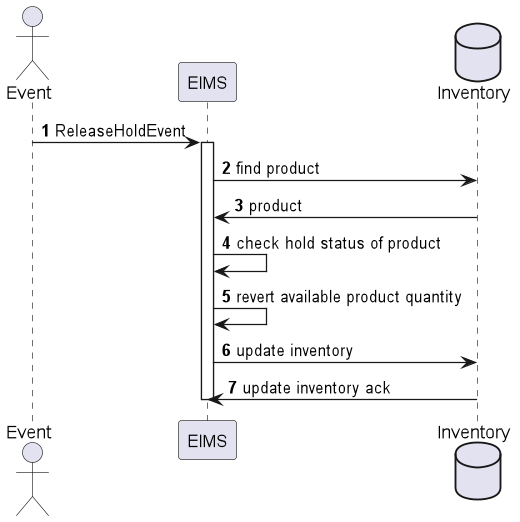 Event
EIMS
Inventory
1 ReleaseHoldEvent
2 find product
3 product
4 check hold status of product
5 revert available product quantity
6 update inventory
7 update inventory ack
Event
EIMS
Inventory